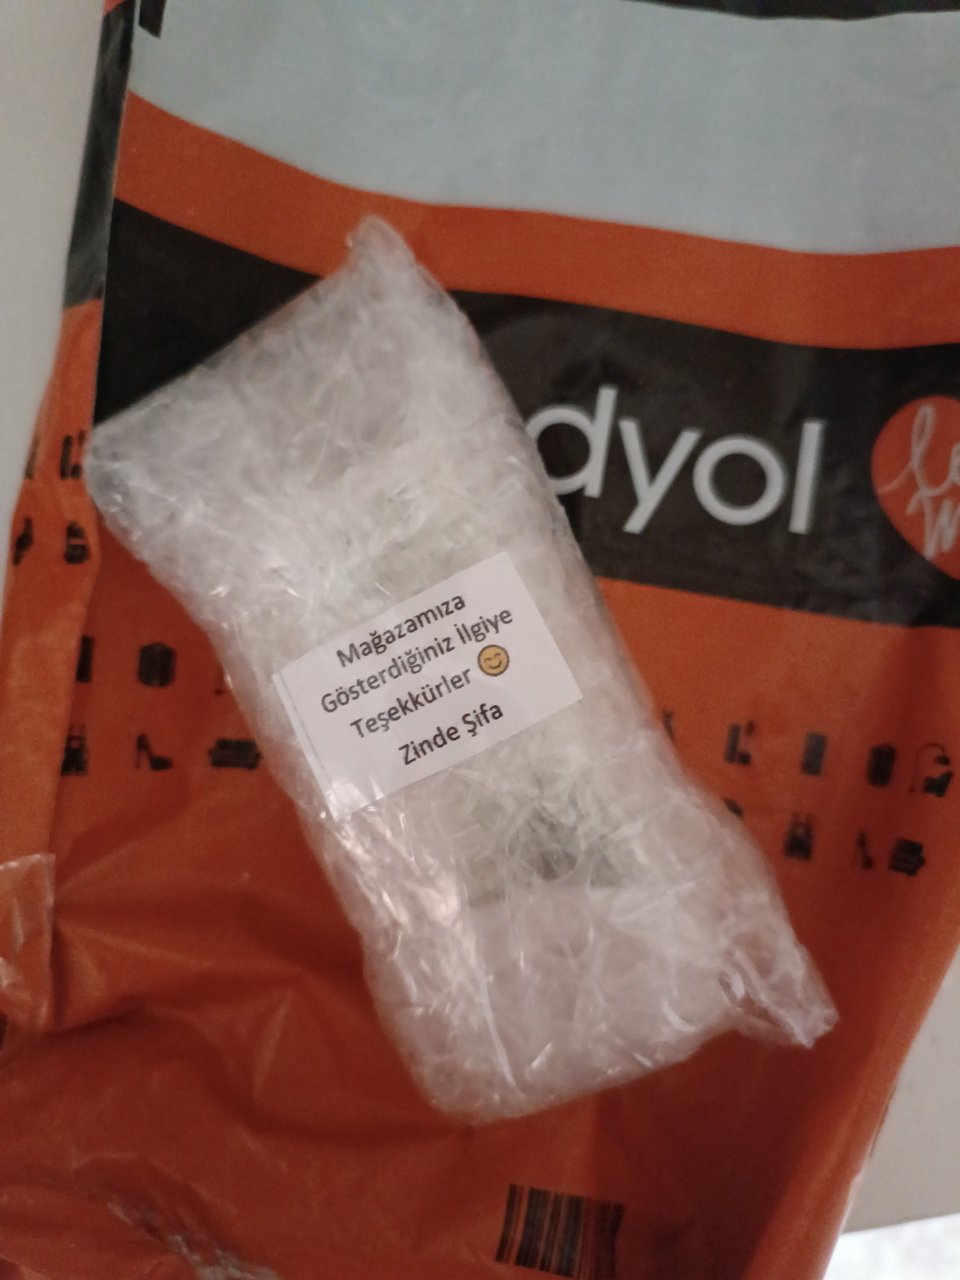 dyol
Mağazamıza
Gösterdiğiniz İlgiye
Teşekkürler 😊
Zinde Şifa